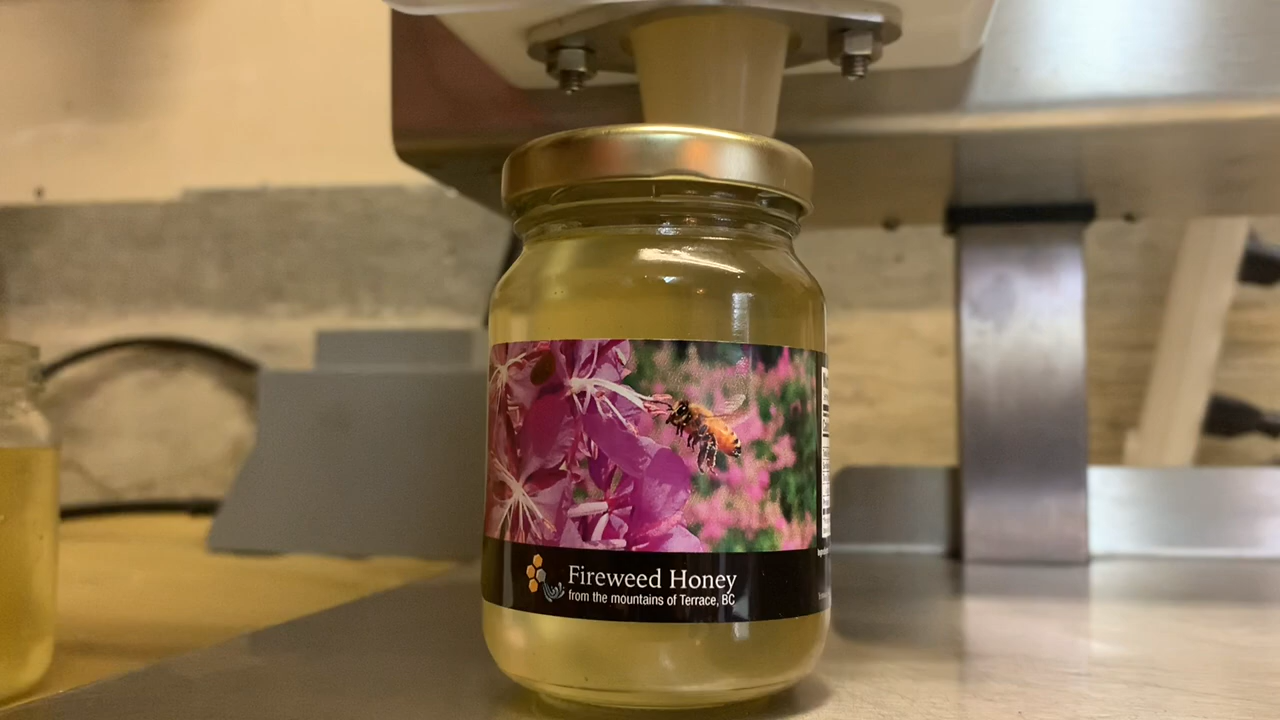 Fireweed Honey
from the mountains of Terrace, BC